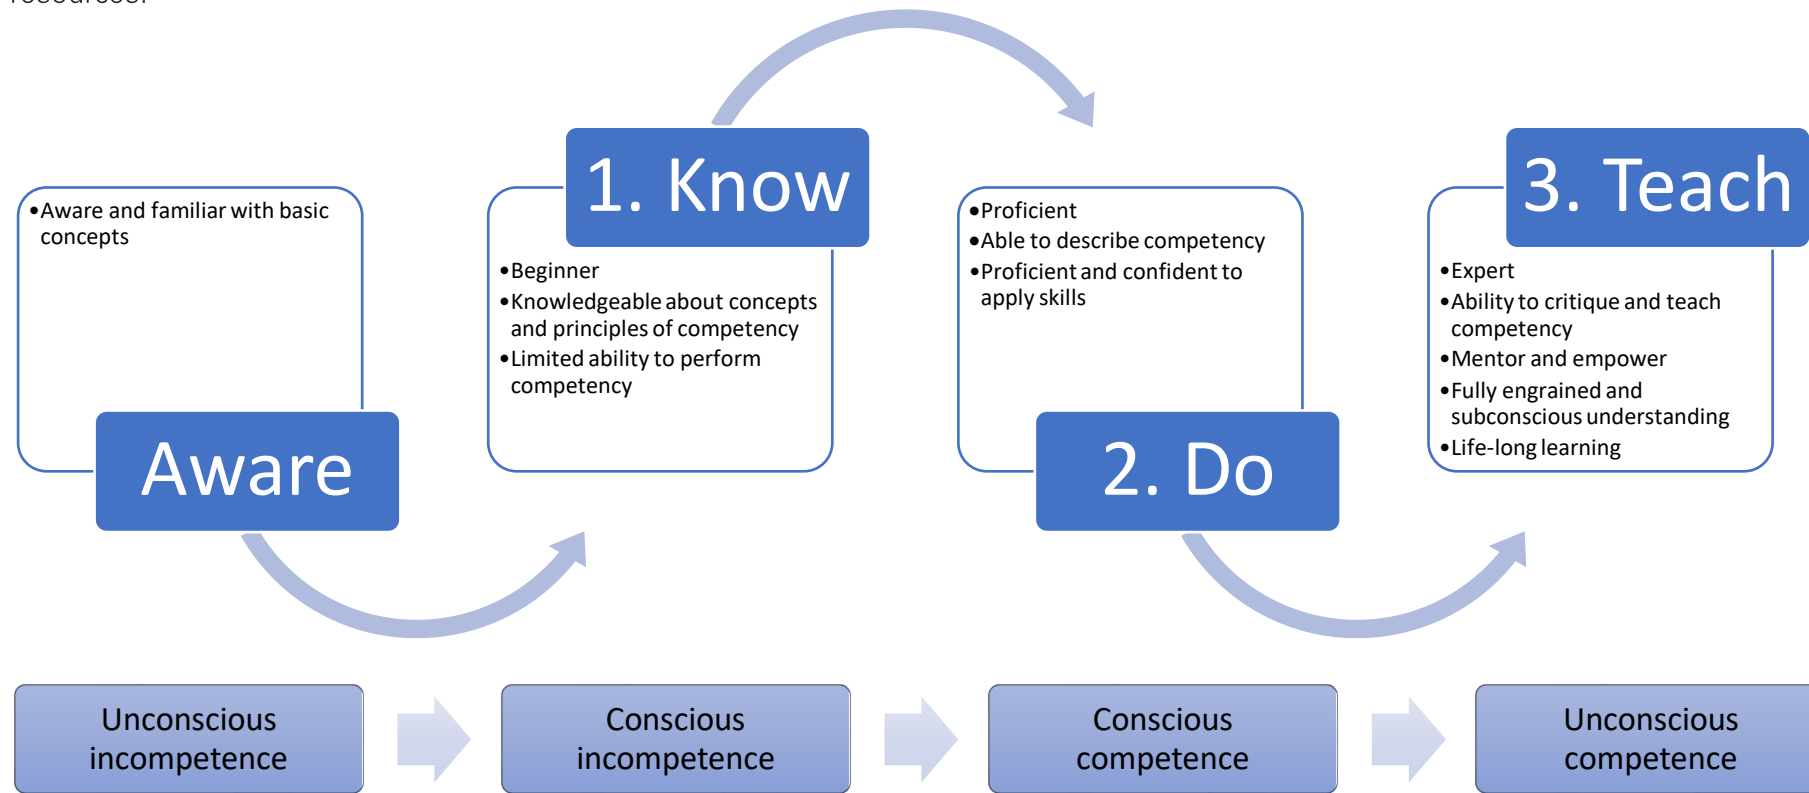 resources.
Aware
•Aware and familiar with basic
concepts
1. Know
•Beginner
•Knowledgeable about concepts
and principles of competency
•Limited ability to perform
competency
2. Do
•Proficient
•Able to describe competency
•Proficient and confident to
apply skills
3. Teach
•Expert
•Ability to critique and teach
competency
•Mentor and empower
•Fully engrained and
subconscious understanding
•Life-long learning
Unconscious
incompetence
Conscious
incompetence
Conscious
competence
Unconscious
competence